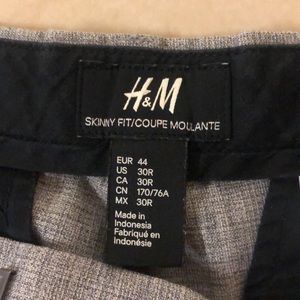 H&M
SKINNY FIT/COUPE MOULANTE
EUR 44
US 30R
CA 30R
CN 170/76A
MX 30R
Made in
Indonesia
Fabriqué en
Indonésie